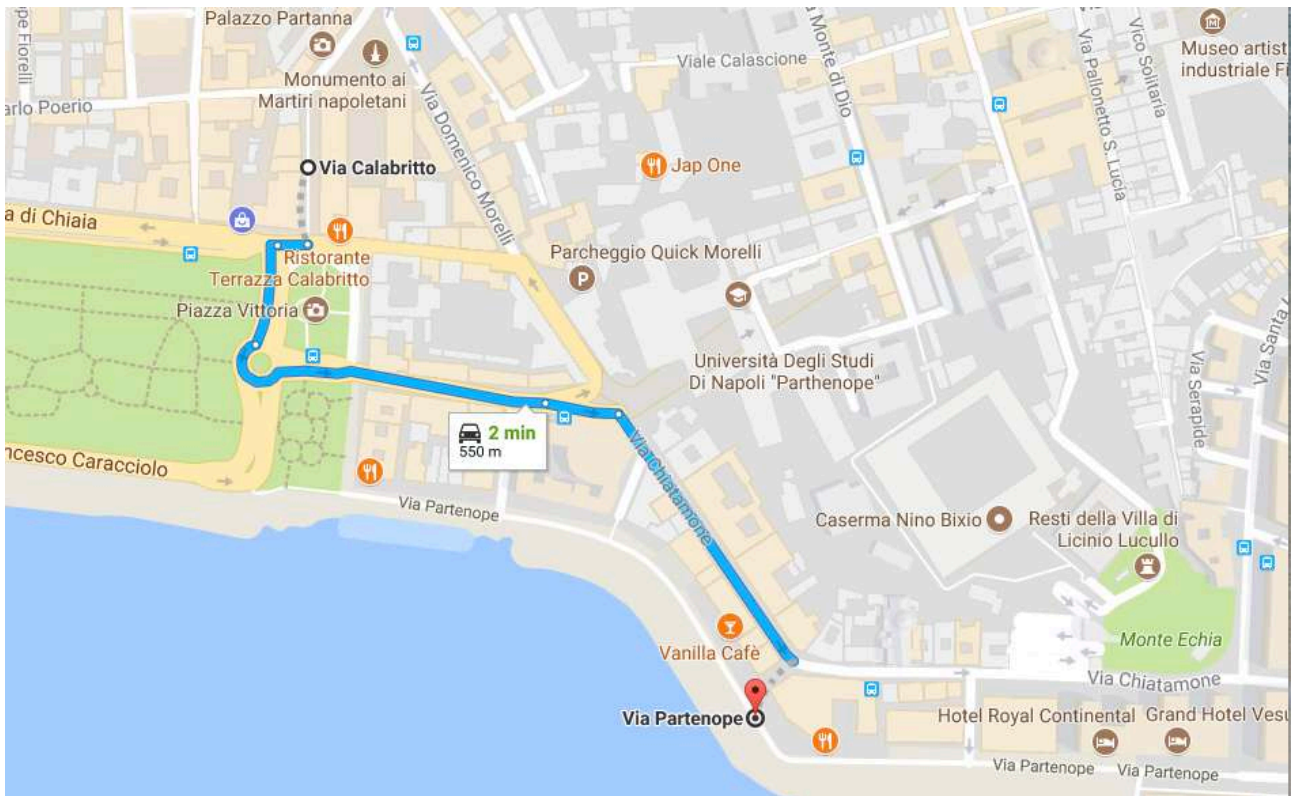 Palazzo Partanna
Monumento ai
Martiri napoletani
Viale Calascione
Monte di Dio
Via Pallonetto S. Lucia
Vico Solitaria
Museo artist
industriale Fi
pe Fiorelli
arlo Poerio
Via Domenico Morelli
Via Calabritto
Jap One
a di Chiaia
Ristorante
Terrazza Calabritto
Piazza Vittoria
Parcheggio Quick Morelli
P
Università Degli Studi
Di Napoli "Parthenope"
Via Serapide
Via Santa
2 min
550 m
ncesco Caracciolo
Via Partenope
Via Chiatamone
Caserma Nino Bixio
Resti della Villa di
Licinio Lucullo
Vanilla Cafè
Monte Echia
Via Chiatamone
Via Partenope
Hotel Royal Continental
Grand Hotel Vesu
Via Partenope
Via Partenope